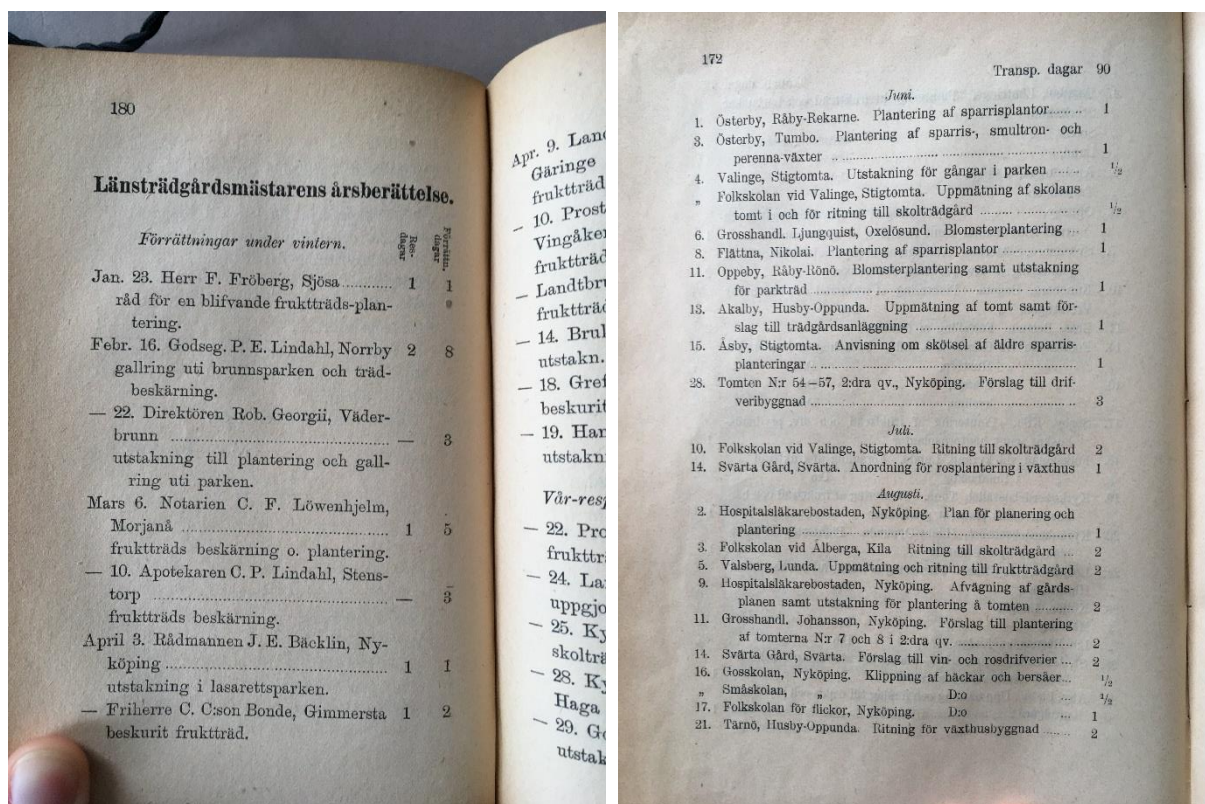 180
Länsträdgårdsmästarens årsberättelse.
Förrättningar under vintern.
Res-dagar
Förrättn. dagar
Jan. 23. Herr F. Fröberg, Sjösa ........... 1 1
råd för en blifvande fruktträds-plan-
tering.
Febr. 16. Godseg. P. E. Lindahl, Norrby 2 8
gallring uti brunnsparken och träd-
beskärning.
— 22. Direktören Rob. Georgii, Väder-
brunn ........................................ — 3
utstakning till plantering och gall-
ring uti parken.
Mars 6. Notarien C. F. Löwenhjelm,
Morjanå ...................................... 1 5
fruktträds beskärning o. plantering.
— 10. Apotekaren C. P. Lindahl, Stens-
torp ........................................... — 3
fruktträds beskärning.
April 3. Rådmannen J. E. Bäcklin, Ny-
köping ........................................ 1 1
utstakning i lasarettsparken.
— Friherre C. C:son Bonde, Gimmersta 1 2
beskurit fruktträd.
Apr. 9. Land
Gäringe
fruktträd
— 10. Prost
Vingåker
fruktträd
— Landtbru
fruktträd
— 14. Bruk
utstakn.
— 18. Gref
beskurit
— 19. Han
utstakn
Vår-resp
— 22. Pro
fruktträ
— 24. La
uppgjo
— 25. Ky
skolträ
— 28. Ky
Haga
— 29. Go
utstak
172
Transp. dagar 90
Juni.
1. Österby, Råby-Rekarne. Plantering af sparrisplantor........ 1
3. Österby, Tumbo. Plantering af sparris-, smultron- och
perenna-växter ........................................ 1
4. Valinge, Stigtomta. Utstakning för gångar i parken ...... 1/2
„ Folkskolan vid Valinge, Stigtomta. Uppmätning af skolans
tomt i och för ritning till skolträdgård .................... 1/2
6. Grosshandl. Ljungquist, Oxelösund. Blomsterplantering ... 1
8. Flättna, Nikolai. Plantering af sparrisplantor ................ 1
11. Oppeby, Råby-Rönö. Blomsterplantering samt utstakning
för parkträd ............................................ 1
13. Akalby, Husby-Oppunda. Uppmätning af tomt samt för-
slag till trädgårdsanläggning ................................ 1
15. Åsby, Stigtomta. Anvisning om skötsel af äldre sparris-
planteringar ............................................ 1
28. Tomten N:r 54—57, 2:dra qv., Nyköping. Förslag till drif-
veribyggnad ............................................ 3
Juli.
10. Folkskolan vid Valinge, Stigtomta. Ritning till skolträdgård 2
14. Svärta Gård, Svärta. Anordning för rosplantering i växthus 1
Augusti.
2. Hospitalsläkarebostaden, Nyköping. Plan för planering och
plantering ............................................ 1
3. Folkskolan vid Ålberga, Kila Ritning till skolträdgård ... 2
5. Valsberg, Lunda. Uppmätning och ritning till fruktträdgård 2
9. Hospitalsläkarebostaden, Nyköping. Afvägning af gårds-
planen samt utstakning för plantering å tomten .......... 2
11. Grosshandl. Johansson, Nyköping. Förslag till plantering
af tomterna N:r 7 och 8 i 2:dra qv. ........................ 2
14. Svärta Gård, Svärta. Förslag till vin- och rosdrifverier ... 2
16. Gosskolan, Nyköping. Klippning af häckar och bersåer... 1/2
„ Småskolan, „ D:o ... 1/2
17. Folkskolan för flickor, Nyköping. D:o ... 1
21. Tärnö, Husby-Oppunda. Ritning för växthusbyggnad ...... 2